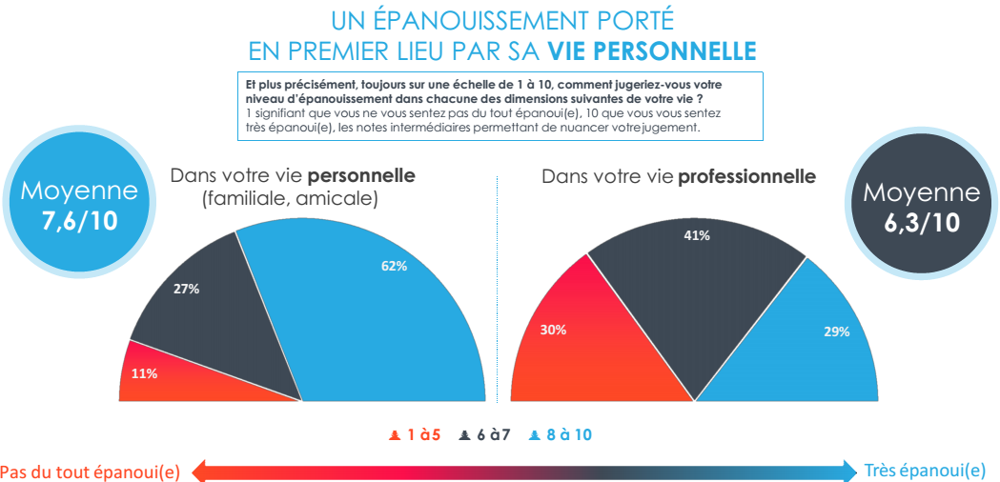 UN ÉPANOUISSEMENT PORTÉ
EN PREMIER LIEU PAR SA VIE PERSONNELLE
Et plus précisément, toujours sur une échelle de 1 à 10, comment jugeriez-vous votre
niveau d'épanouissement dans chacune des dimensions suivantes de votre vie ?
1 signifiant que vous ne vous sentez pas du tout épanoui(e), 10 que vous vous sentez
très épanoui(e), les notes intermédiaires permettant de nuancer votre jugement.
Moyenne
7,6/10
Dans votre vie personnelle
(familiale, amicale)
11%
27%
62%
Dans votre vie professionnelle
30%
41%
29%
Moyenne
6,3/10
1 à 5
6 à 7
8 à 10
Pas du tout épanoui(e)
Très épanoui(e)